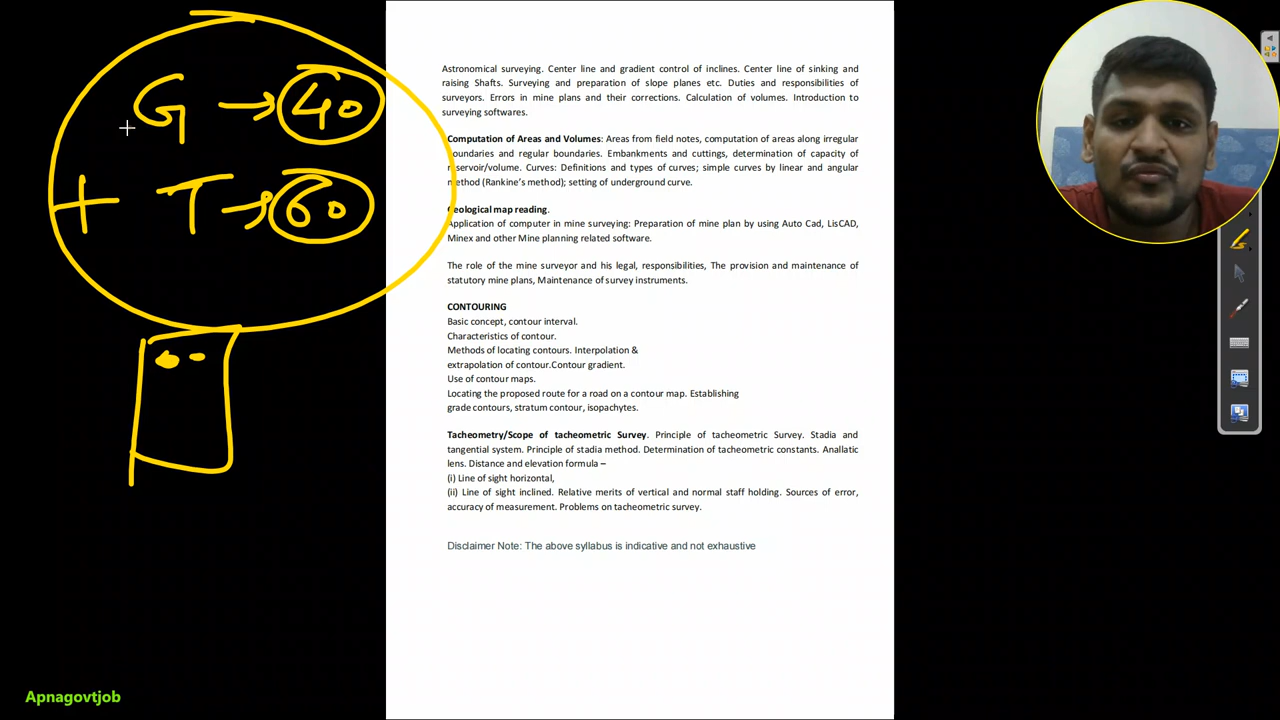 G → 40
+ T → 60
Astronomical surveying. Center line and gradient control of inclines. Center line of sinking and
raising Shafts. Surveying and preparation of slope planes etc. Duties and responsibilities of
surveyors. Errors in mine plans and their corrections. Calculation of volumes. Introduction to
surveying softwares.
Computation of Areas and Volumes: Areas from field notes, computation of areas along irregular
boundaries and regular boundaries. Embankments and cuttings, determination of capacity of
reservoir/volume. Curves: Definitions and types of curves; simple curves by linear and angular
method (Rankine's method); setting of underground curve.
Geological map reading.
Application of computer in mine surveying: Preparation of mine plan by using Auto Cad, LisCAD,
Minex and other Mine planning related software.
The role of the mine surveyor and his legal, responsibilities, The provision and maintenance of
statutory mine plans, Maintenance of survey instruments.
CONTOURING
Basic concept, contour interval.
Characteristics of contour.
Methods of locating contours. Interpolation &
extrapolation of contour.Contour gradient.
Use of contour maps.
Locating the proposed route for a road on a contour map. Establishing
grade contours, stratum contour, isopachytes.
Tacheometry/Scope of tacheometric Survey. Principle of tacheometric Survey. Stadia and
tangential system. Principle of stadia method. Determination of tacheometric constants. Anallatic
lens. Distance and elevation formula –
(i) Line of sight horizontal,
(ii) Line of sight inclined. Relative merits of vertical and normal staff holding. Sources of error,
accuracy of measurement. Problems on tacheometric survey.
Disclaimer Note: The above syllabus is indicative and not exhaustive
Apnagovtjob